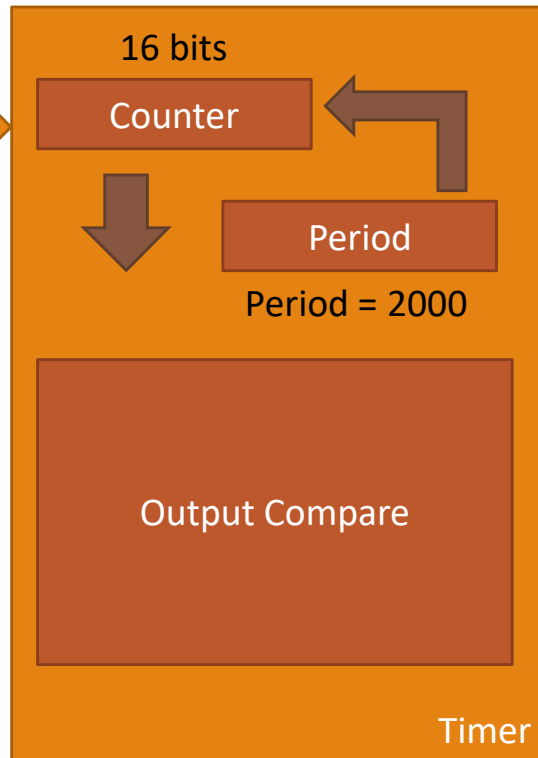 16 bits
Counter
Period
Period = 2000
Output Compare
Timer